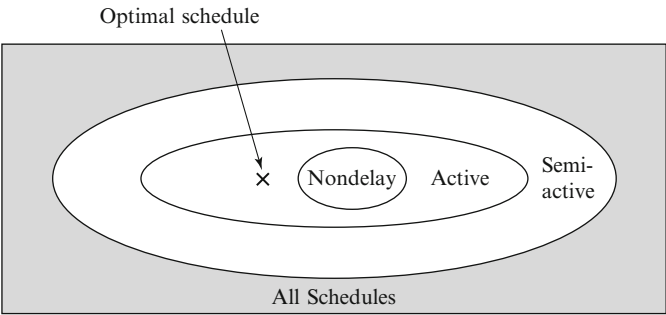 Optimal schedule
Nondelay
Active
Semi-
active
All Schedules